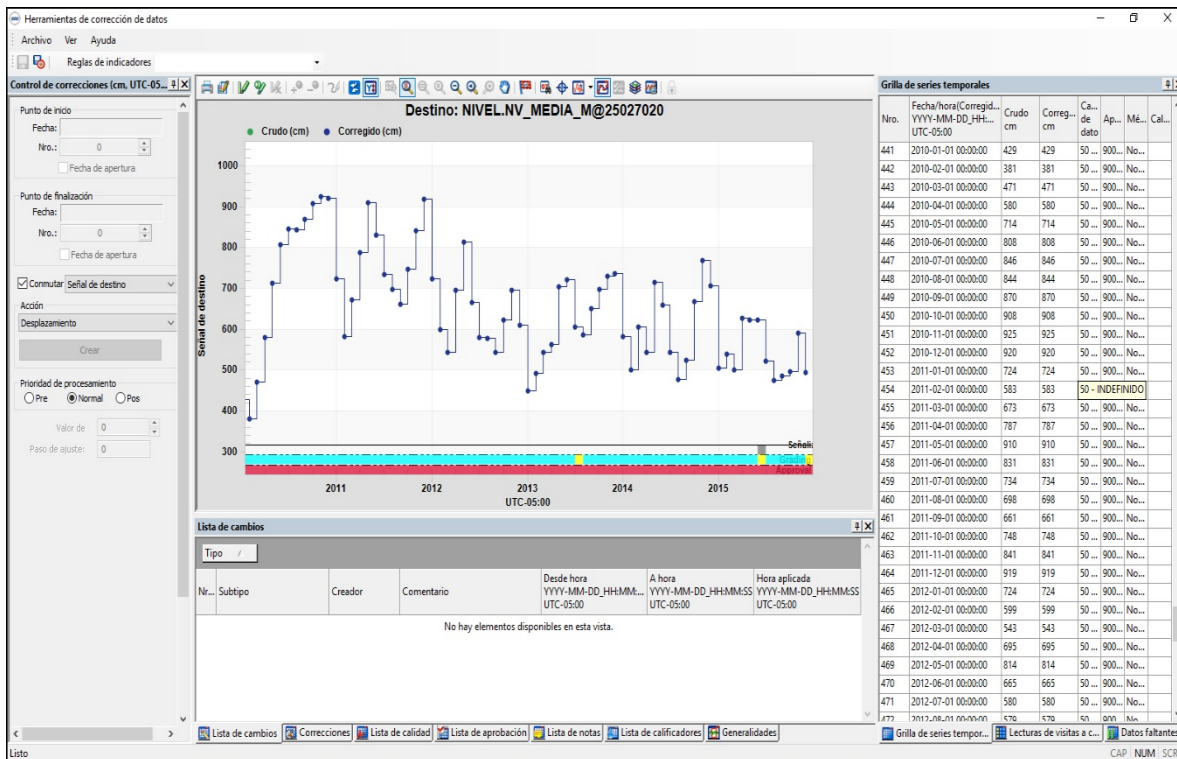 Herramientas de corrección de datos
Archivo Ver Ayuda
Reglas de indicadores
Control de correcciones (cm, UTC-05...
Punto de inicio
Fecha:
Nro.: 0
Fecha de apertura
Punto de finalización
Fecha:
Nro.: 0
Fecha de apertura
Conmutar Señal de destino
Acción
Desplazamiento
Crear
Prioridad de procesamiento
Pre Normal Pos
Valor de 0
Paso de ajuste: 0
Destino: NIVEL.NV_MEDIA_M@25027020
Crudo (cm) Corregido (cm)
Señal de destino
1000
900
800
700
600
500
400
300
Señali
Grading
Approval
2011 2012 2013 2014 2015
UTC-05:00
Lista de cambios
Tipo /
Nr... Subtipo Creador Comentario Desde hora YYYY-MM-DD_HH:MM:... UTC-05:00 A hora YYYY-MM-DD_HH:MM:SS UTC-05:00 Hora aplicada YYYY-MM-DD_HH:MM:SS UTC-05:00
No hay elementos disponibles en esta vista.
Lista de cambios Correcciones Lista de calidad Lista de aprobación Lista de notas Lista de calificadores Generalidades
Grilla de series temporales
Nro. Fecha/hora(Corregid... YYYY-MM-DD_HH:... UTC-05:00 Crudo cm Correg... cm Ca... de dato Ap... Mé... Cal...
441 2010-01-01 00:00:00 429 429 50 ... 900... No...
442 2010-02-01 00:00:00 381 381 50 ... 900... No...
443 2010-03-01 00:00:00 471 471 50 ... 900... No...
444 2010-04-01 00:00:00 580 580 50 ... 900... No...
445 2010-05-01 00:00:00 714 714 50 ... 900... No...
446 2010-06-01 00:00:00 808 808 50 ... 900... No...
447 2010-07-01 00:00:00 846 846 50 ... 900... No...
448 2010-08-01 00:00:00 844 844 50 ... 900... No...
449 2010-09-01 00:00:00 870 870 50 ... 900... No...
450 2010-10-01 00:00:00 908 908 50 ... 900... No...
451 2010-11-01 00:00:00 925 925 50 ... 900... No...
452 2010-12-01 00:00:00 920 920 50 ... 900... No...
453 2011-01-01 00:00:00 724 724 50 ... 900... No...
454 2011-02-01 00:00:00 583 583 50 - INDEFINIDO
455 2011-03-01 00:00:00 673 673 50 ... 900... No...
456 2011-04-01 00:00:00 787 787 50 ... 900... No...
457 2011-05-01 00:00:00 910 910 50 ... 900... No...
458 2011-06-01 00:00:00 831 831 50 ... 900... No...
459 2011-07-01 00:00:00 734 734 50 ... 900... No...
460 2011-08-01 00:00:00 698 698 50 ... 900... No...
461 2011-09-01 00:00:00 661 661 50 ... 900... No...
462 2011-10-01 00:00:00 748 748 50 ... 900... No...
463 2011-11-01 00:00:00 841 841 50 ... 900... No...
464 2011-12-01 00:00:00 919 919 50 ... 900... No...
465 2012-01-01 00:00:00 724 724 50 ... 900... No...
466 2012-02-01 00:00:00 599 599 50 ... 900... No...
467 2012-03-01 00:00:00 543 543 50 ... 900... No...
468 2012-04-01 00:00:00 695 695 50 ... 900... No...
469 2012-05-01 00:00:00 814 814 50 ... 900... No...
470 2012-06-01 00:00:00 665 665 50 ... 900... No...
471 2012-07-01 00:00:00 580 580 50 ... 900... No...
472 2012-08-01 00:00:00 579 579 50 900 No
Grilla de series tempor... Lecturas de visitas a c... Datos faltantes
Listo
CAP NUM SCR